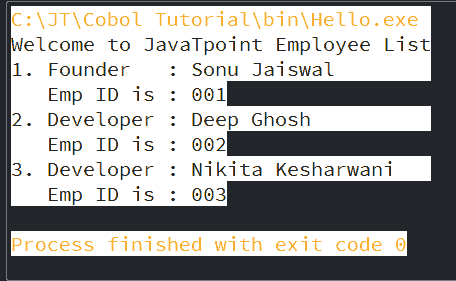 C:\JT\Cobol Tutorial\bin\Hello.exe
Welcome to JavaTpoint Employee List
1. Founder   : Sonu Jaiswal
   Emp ID is : 001
2. Developer : Deep Ghosh
   Emp ID is : 002
3. Developer : Nikita Kesharwani
   Emp ID is : 003
Process finished with exit code 0